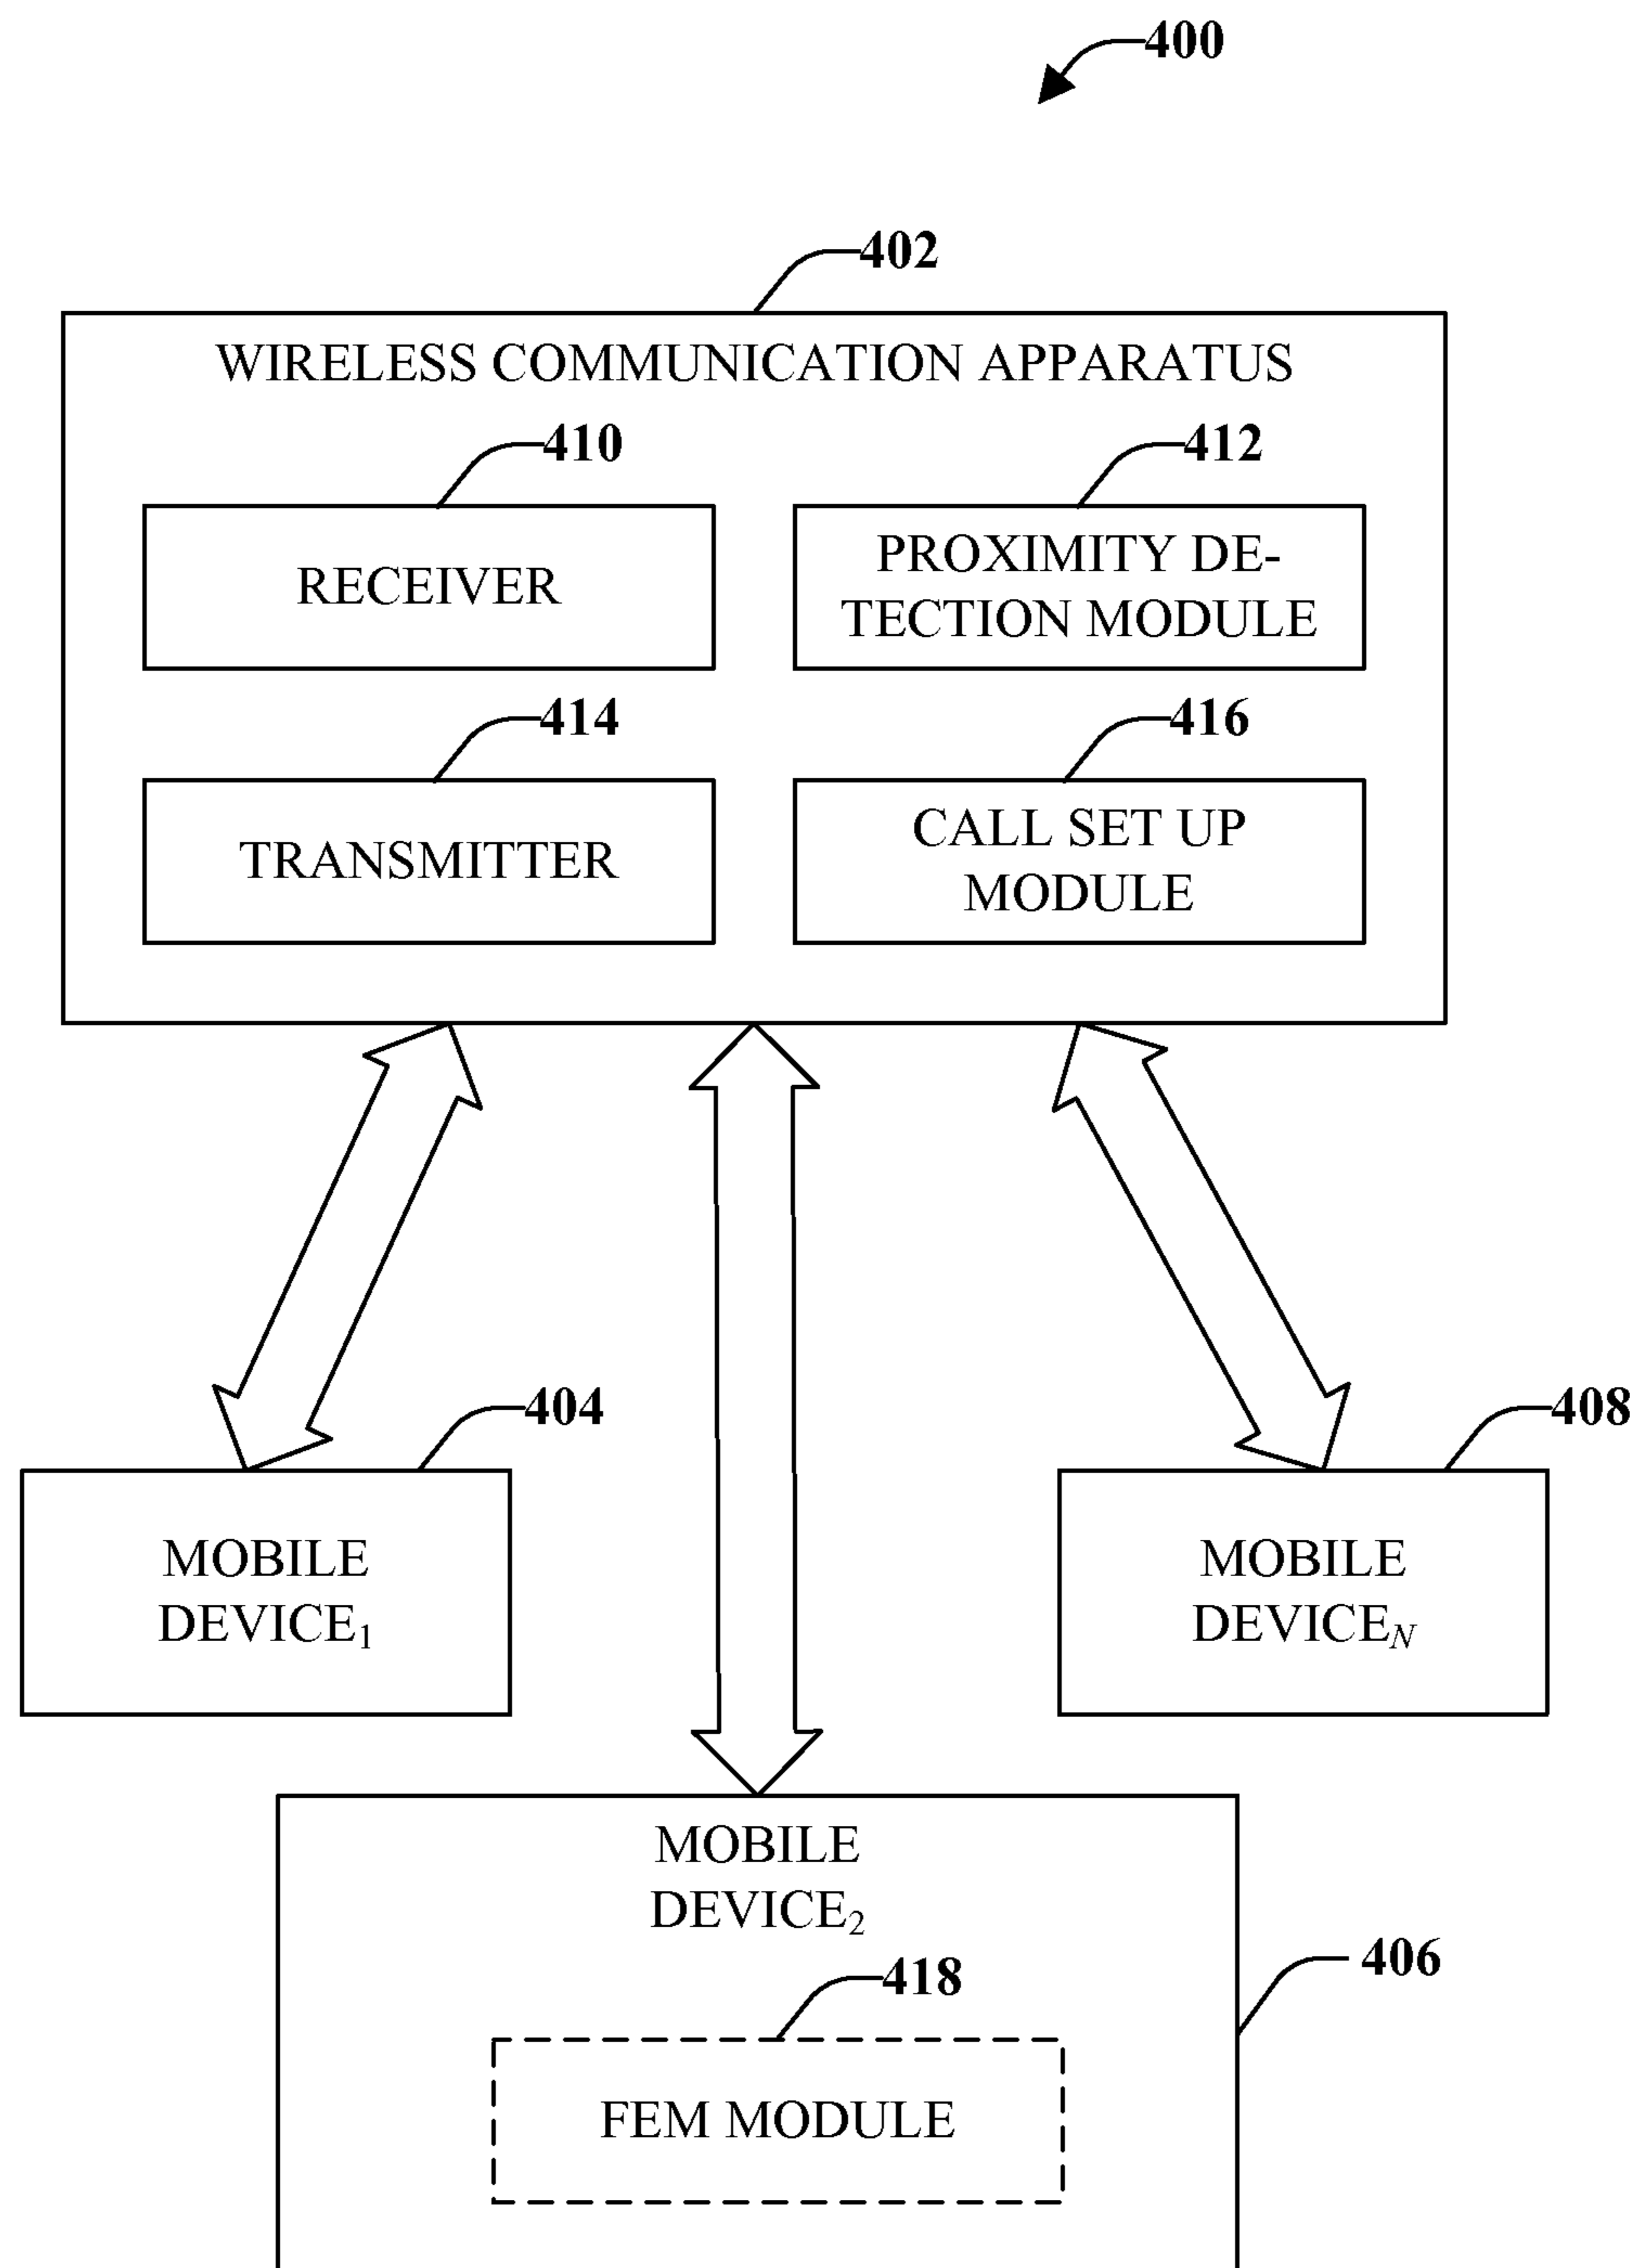 400
402
WIRELESS COMMUNICATION APPARATUS
410
412
RECEIVER
PROXIMITY DE-
TECTION MODULE
414
416
TRANSMITTER
CALL SET UP
MODULE
404
408
MOBILE
DEVICE1
MOBILE
DEVICEN
MOBILE
DEVICE2
406
418
FEM MODULE